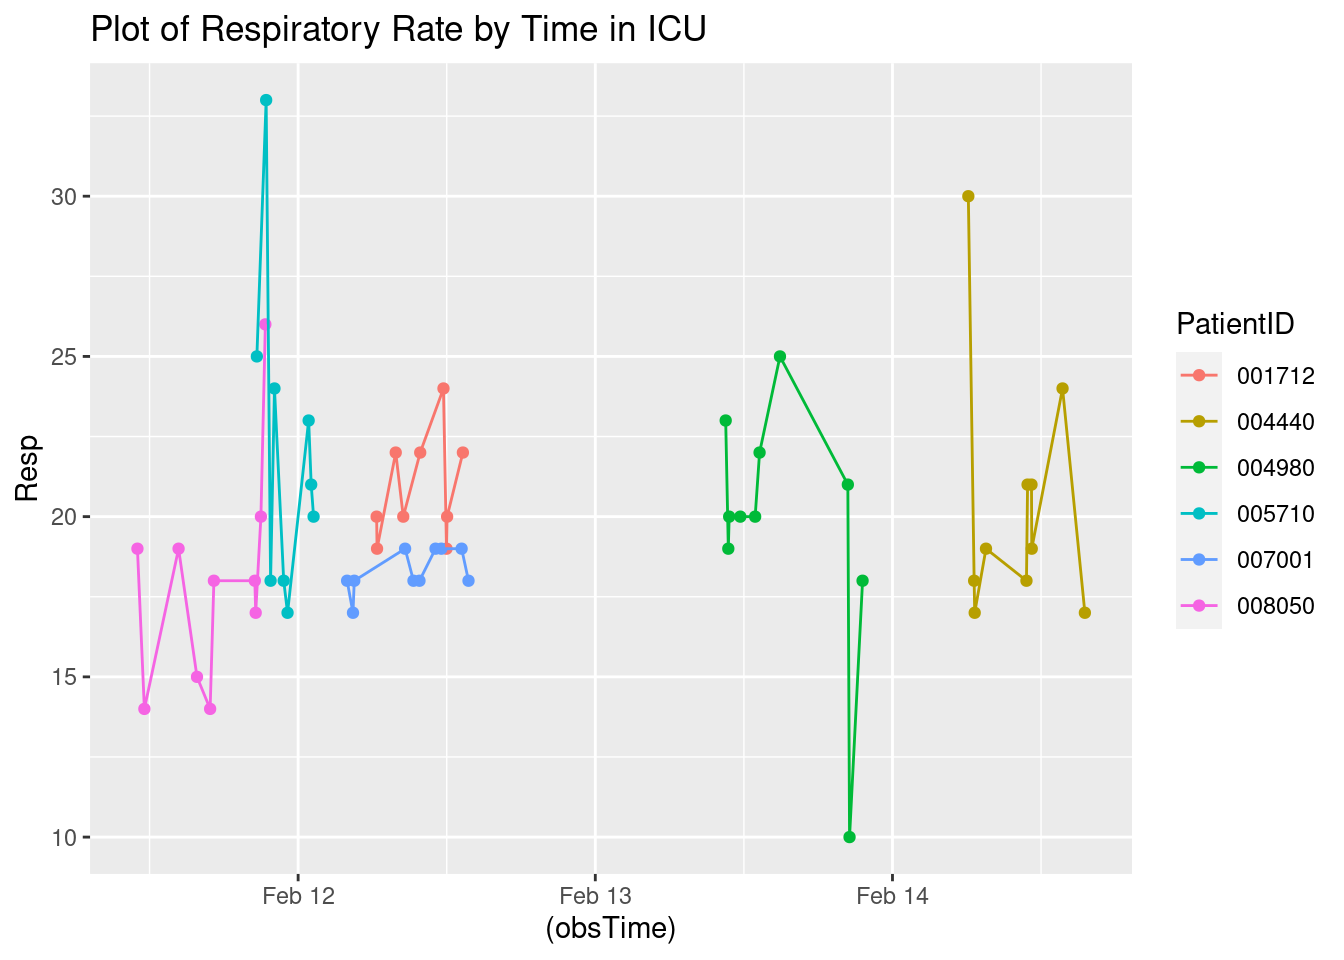 Plot of Respiratory Rate by Time in ICU
Resp
30
25
20
15
10
Feb 12
Feb 13
Feb 14
(obsTime)
PatientID
001712
004440
004980
005710
007001
008050